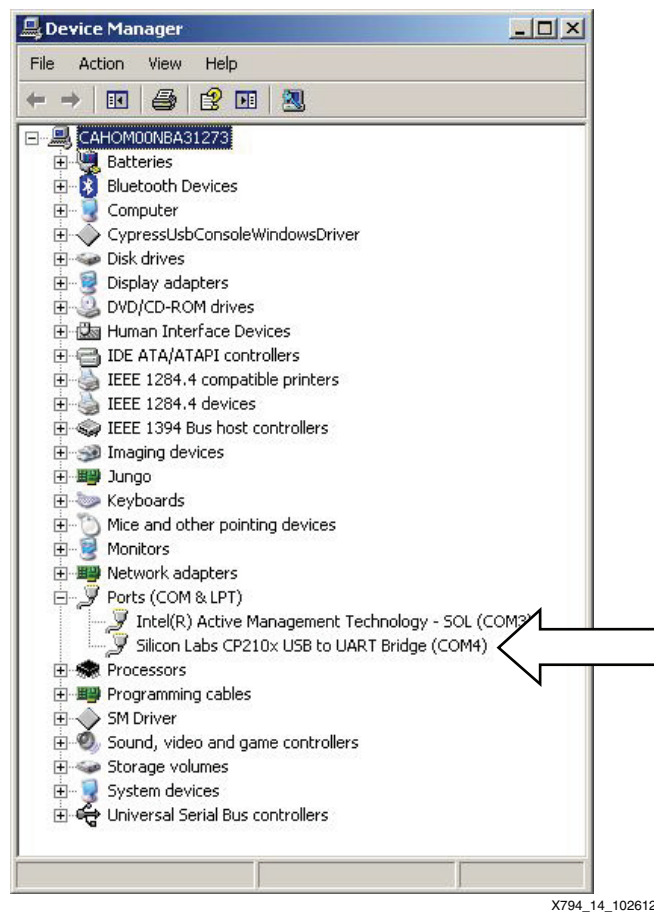 Device Manager
File Action View Help
CAHOM00NBA31273
Batteries
Bluetooth Devices
Computer
CypressUsbConsoleWindowsDriver
Disk drives
Display adapters
DVD/CD-ROM drives
Human Interface Devices
IDE ATA/ATAPI controllers
IEEE 1284.4 compatible printers
IEEE 1284.4 devices
IEEE 1394 Bus host controllers
Imaging devices
Jungo
Keyboards
Mice and other pointing devices
Monitors
Network adapters
Ports (COM & LPT)
Intel(R) Active Management Technology - SOL (COM3)
Silicon Labs CP210x USB to UART Bridge (COM4)
Processors
Programming cables
SM Driver
Sound, video and game controllers
Storage volumes
System devices
Universal Serial Bus controllers
X794_14_102612